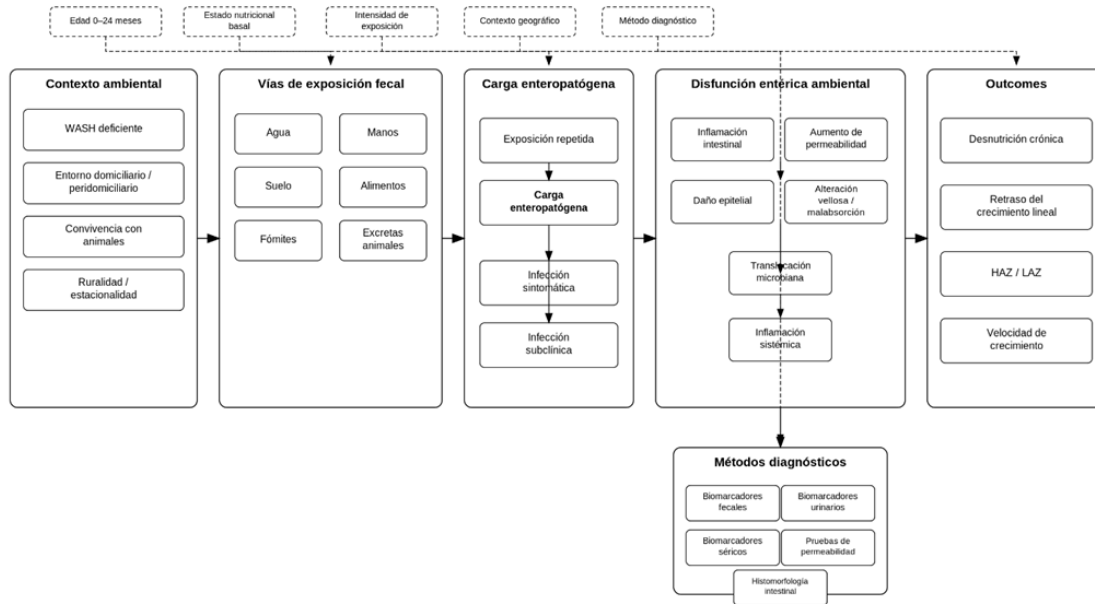 Edad 0–24 meses
Estado nutricional
basal
Intensidad de
exposición
Contexto geográfico
Método diagnóstico
Contexto ambiental
WASH deficiente
Entorno domiciliario /
peridomiciliario
Convivencia con
animales
Ruralidad /
estacionalidad
Vías de exposición fecal
Agua
Manos
Suelo
Alimentos
Fómites
Excretas
animales
Carga enteropatógena
Exposición repetida
Carga
enteropatógena
Infección
sintomática
Infección
subclínica
Disfunción entérica ambiental
Inflamación
intestinal
Aumento de
permeabilidad
Daño epitelial
Alteración
vellosa /
malabsorción
Translocación
microbiana
Inflamación
sistémica
Outcomes
Desnutrición crónica
Retraso del
crecimiento lineal
HAZ / LAZ
Velocidad de
crecimiento
Métodos diagnósticos
Biomarcadores
fecales
Biomarcadores
urinarios
Biomarcadores
séricos
Pruebas de
permeabilidad
Histomorfología
intestinal